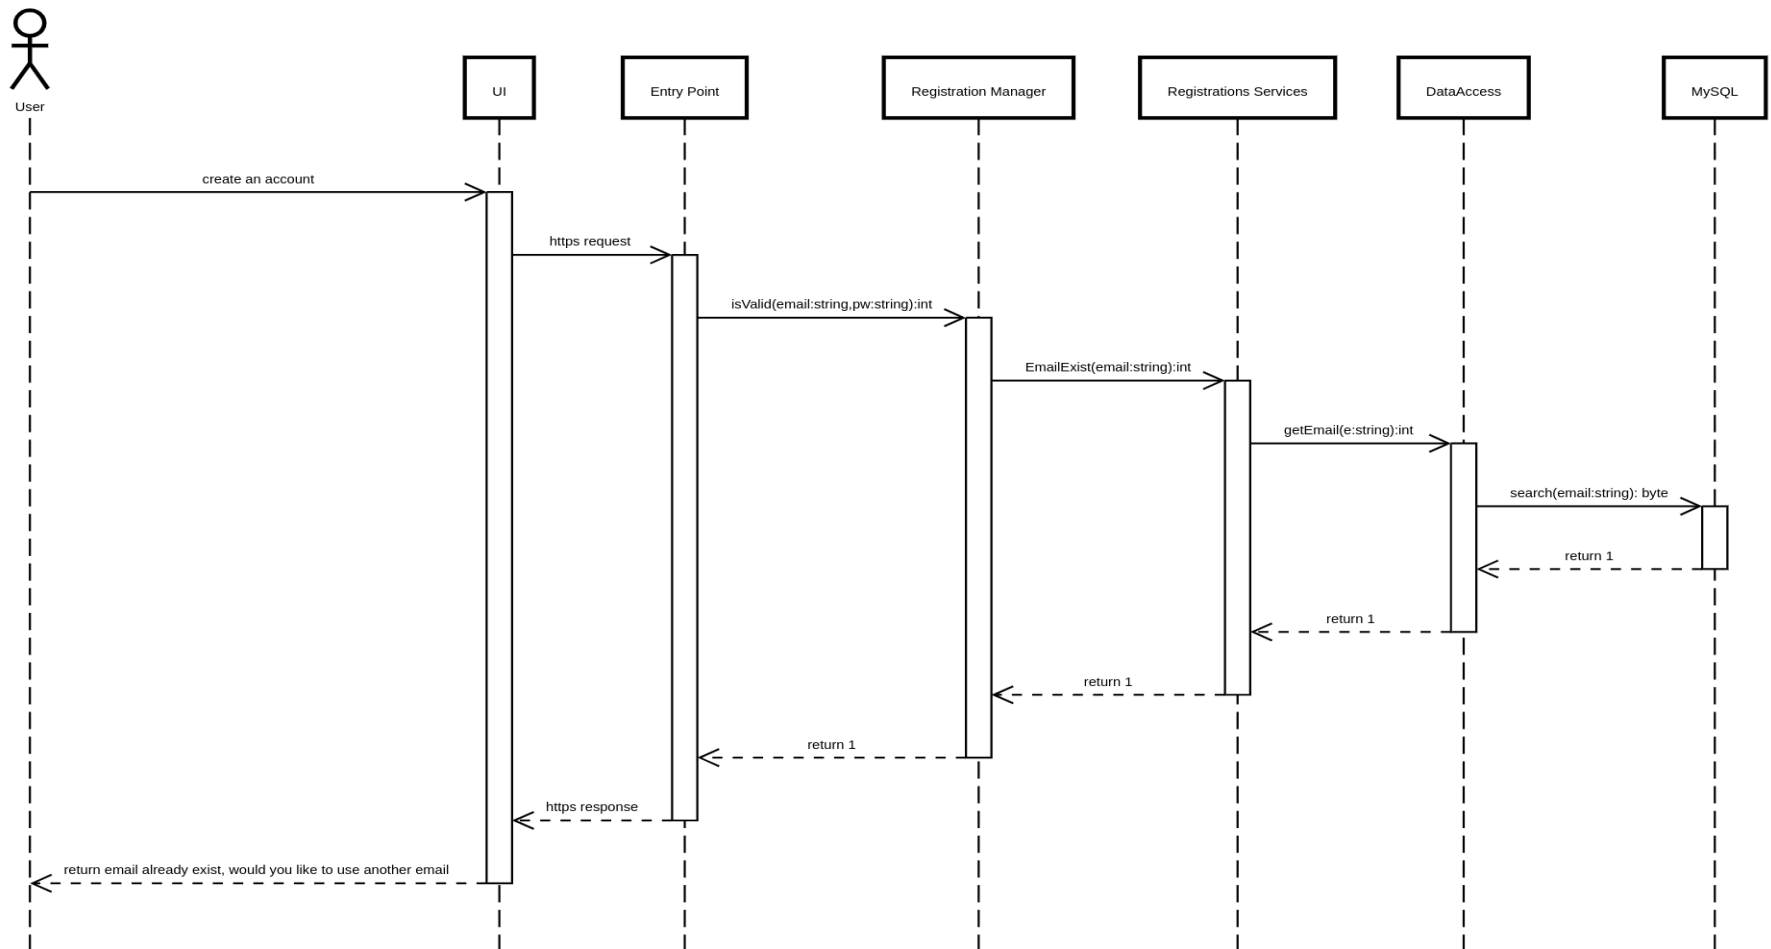 User
UI
Entry Point
Registration Manager
Registrations Services
DataAccess
MySQL
create an account
https request
isValid(email:string,pw:string):int
EmailExist(email:string):int
getEmail(e:string):int
search(email:string): byte
return 1
return 1
return 1
return 1
https response
return email already exist, would you like to use another email